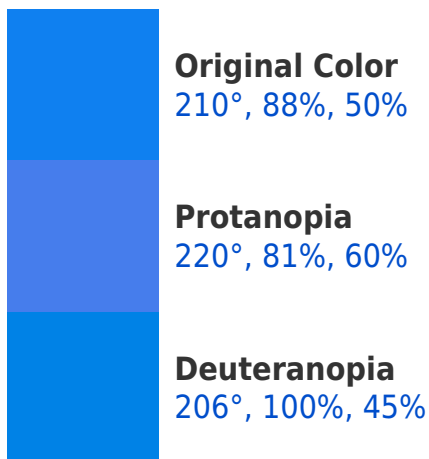 Original Color
210°, 88%, 50%
Protanopia
220°, 81%, 60%
Deuteranopia
206°, 100%, 45%